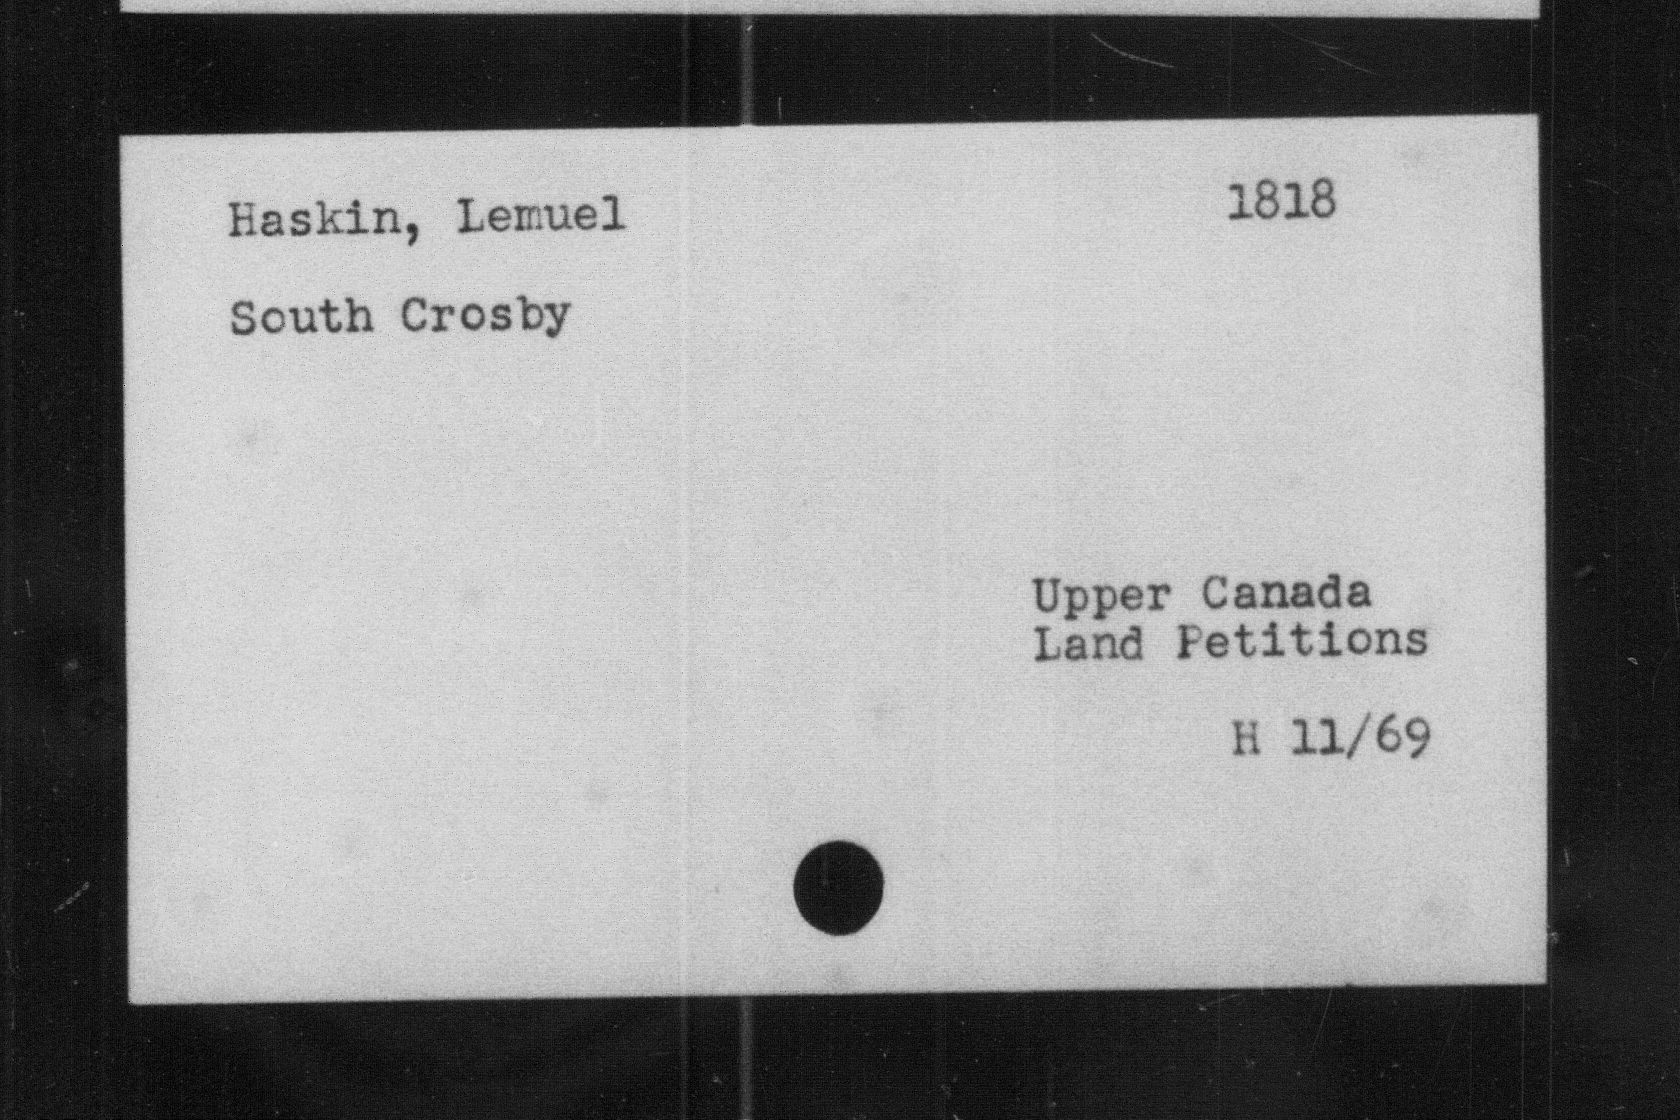 Haskin, Lemuel 1818
South Crosby
Upper Canada
Land Petitions
H 11/69